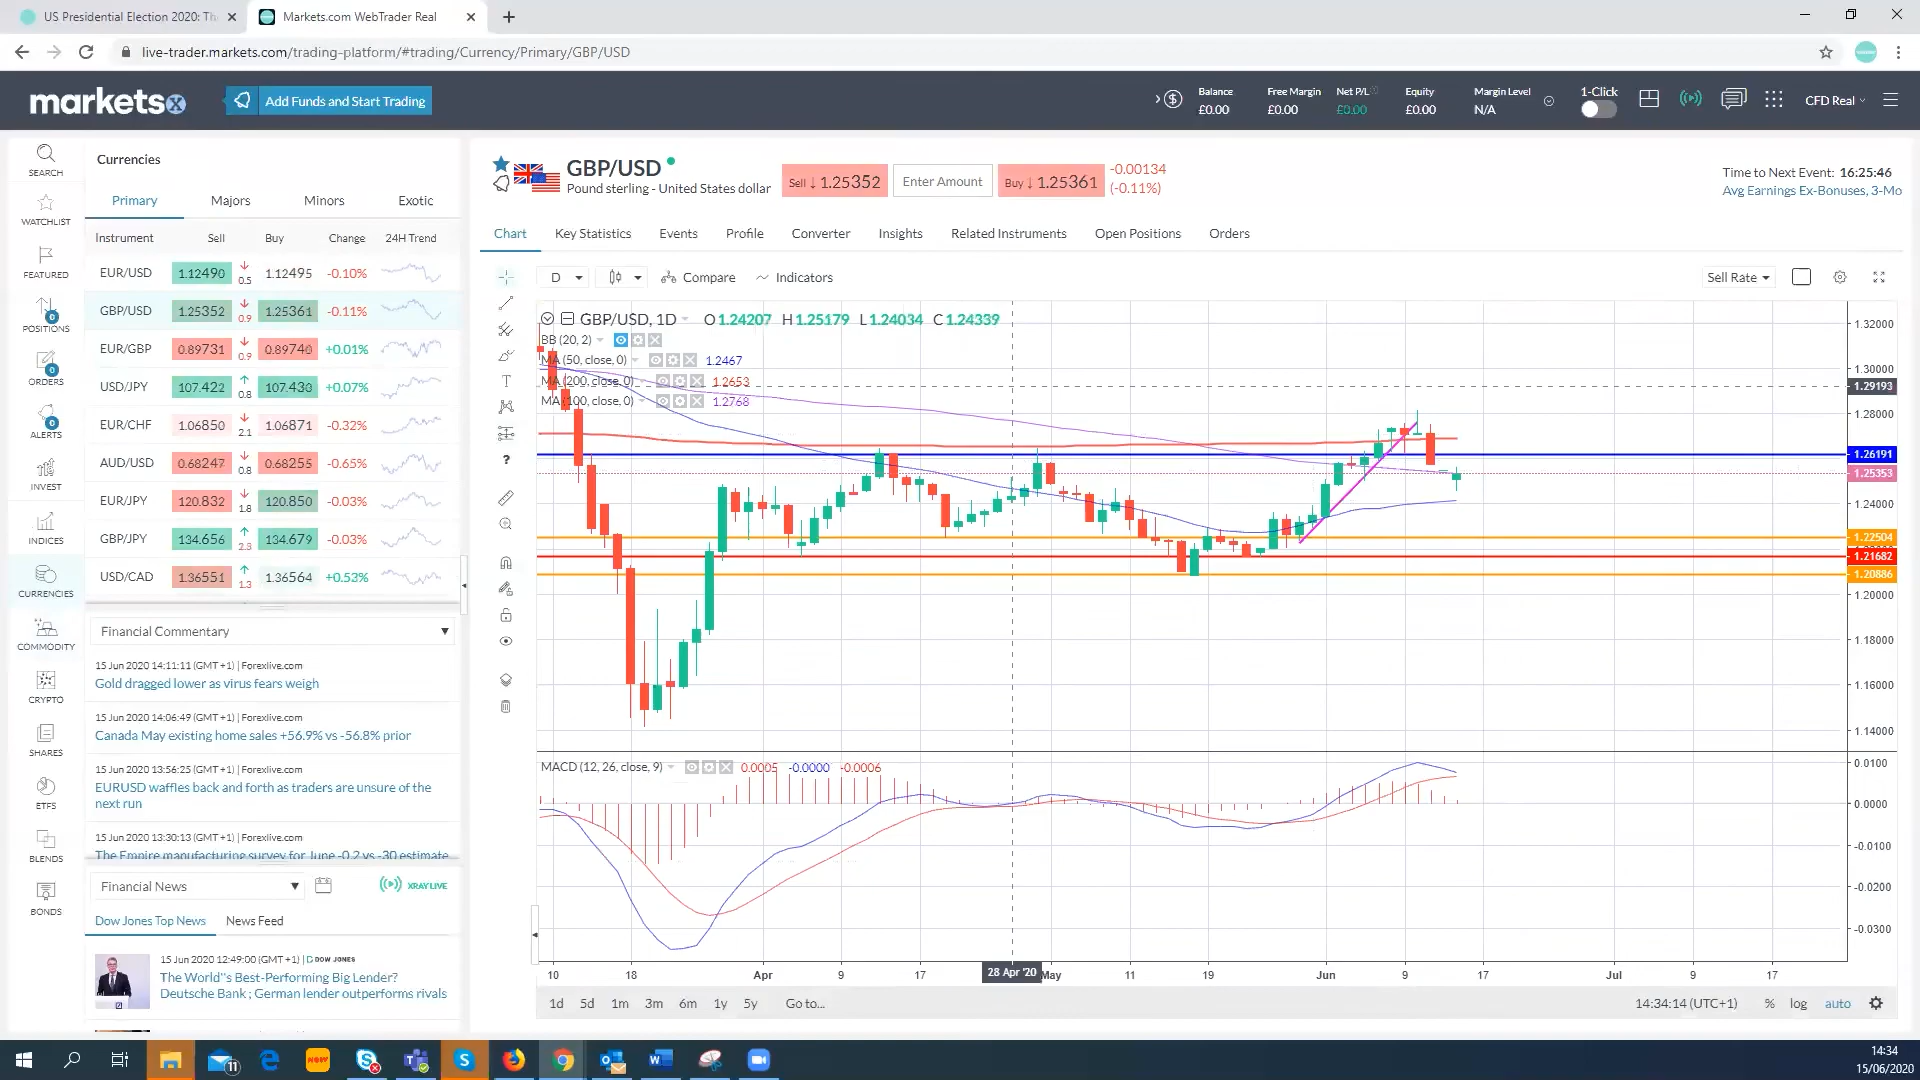 US Presidential Election 2020: Th
Markets.com WebTrader Real
live-trader.markets.com/trading-platform/#trading/Currency/Primary/GBP/USD
marketsx
Add Funds and Start Trading
Balance
£0.00
Free Margin
£0.00
Net P/L
£0.00
Equity
£0.00
Margin Level
N/A
1-Click
CFD Real
SEARCH
WATCHLIST
FEATURED
0
POSITIONS
0
ORDERS
0
ALERTS
INVEST
INDICES
CURRENCIES
COMMODITY
CRYPTO
SHARES
ETFS
BLENDS
BONDS
Currencies
Primary Majors Minors Exotic
Instrument Sell Buy Change 24H Trend
EUR/USD 1.12490 0.5 1.12495 -0.10%
GBP/USD 1.25352 0.9 1.25361 -0.11%
EUR/GBP 0.89731 0.9 0.89740 +0.01%
USD/JPY 107.422 0.8 107.430 +0.07%
EUR/CHF 1.06850 2.1 1.06871 -0.32%
AUD/USD 0.68247 0.8 0.68255 -0.65%
EUR/JPY 120.832 1.8 120.850 -0.03%
GBP/JPY 134.656 2.3 134.679 -0.03%
USD/CAD 1.36551 1.3 1.36564 +0.53%
Financial Commentary
15 Jun 2020 14:11:11 (GMT +1) | Forexlive.com
Gold dragged lower as virus fears weigh
15 Jun 2020 14:06:49 (GMT +1) | Forexlive.com
Canada May existing home sales +56.9% vs -56.8% prior
15 Jun 2020 13:56:25 (GMT +1) | Forexlive.com
EURUSD waffles back and forth as traders are unsure of the
next run
15 Jun 2020 13:30:13 (GMT +1) | Forexlive.com
The Empire manufacturing survey for June -0.2 vs -30 estimate
Financial News
XRAYLIVE
Dow Jones Top News News Feed
15 Jun 2020 12:49:00 (GMT +1) | DOW JONES
The World''s Best-Performing Big Lender?
Deutsche Bank ; German lender outperforms rivals
GBP/USD
Pound sterling - United States dollar
Sell ↓ 1.25352
Enter Amount
Buy ↓ 1.25361
-0.00134
(-0.11%)
Time to Next Event: 16:25:46
Avg Earnings Ex-Bonuses, 3-Mo
Chart Key Statistics Events Profile Converter Insights Related Instruments Open Positions Orders
D Compare Indicators Sell Rate
GBP/USD, 1D O 1.24207 H 1.25179 L 1.24034 C 1.24339
BB (20, 2)
MA (50, close, 0) 1.2467
MA (200, close, 0) 1.2653
MA (100, close, 0) 1.2768
1.32000
1.30000
1.29193
1.28000
1.26191
1.25353
1.24000
1.22504
1.21682
1.20886
1.20000
1.18000
1.16000
1.14000
MACD (12, 26, close, 9) 0.0005 -0.0000 -0.0006
0.0100
0.0000
-0.0100
-0.0200
-0.0300
10 18 Apr 9 17 28 Apr '20 May 11 19 Jun 9 17 Jul 9 17
1d 5d 1m 3m 6m 1y 5y Go to...
14:34:14 (UTC+1) % log auto
11
14:34
15/06/2020